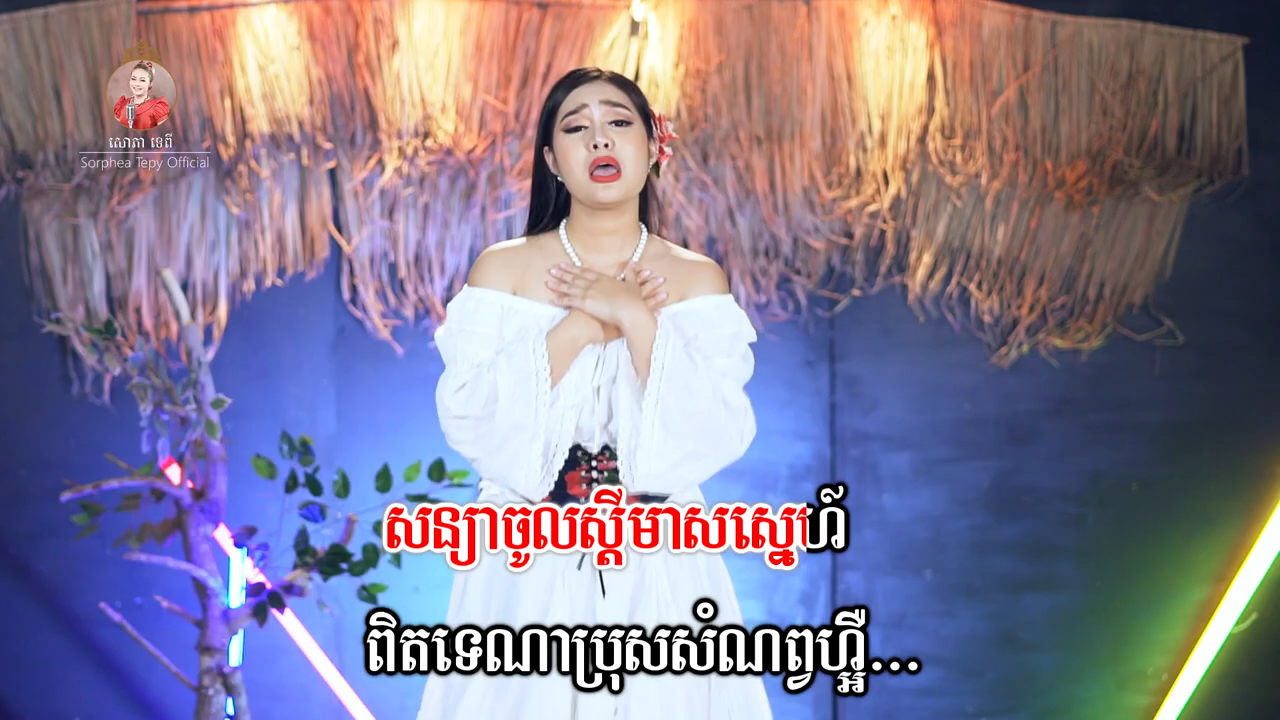 សោភា ទេពី
Sorphea Tepy Official
សន្យាចូលស្ដីមាសស្នេហ៍
ពិតទេណាប្រុសសំណព្វហ្អឺ...